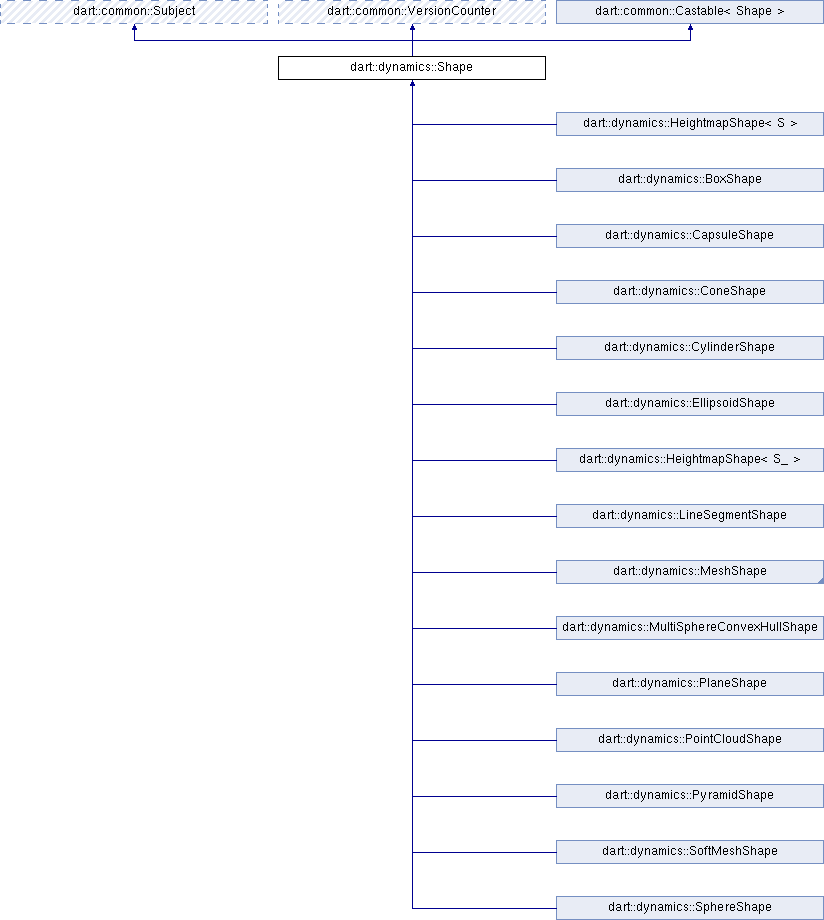 dart::common::Subject
dart::common::VersionCounter
dart::common::Castable< Shape >
dart::dynamics::Shape
dart::dynamics::HeightmapShape< S >
dart::dynamics::BoxShape
dart::dynamics::CapsuleShape
dart::dynamics::ConeShape
dart::dynamics::CylinderShape
dart::dynamics::EllipsoidShape
dart::dynamics::HeightmapShape< S_ >
dart::dynamics::LineSegmentShape
dart::dynamics::MeshShape
dart::dynamics::MultiSphereConvexHullShape
dart::dynamics::PlaneShape
dart::dynamics::PointCloudShape
dart::dynamics::PyramidShape
dart::dynamics::SoftMeshShape
dart::dynamics::SphereShape